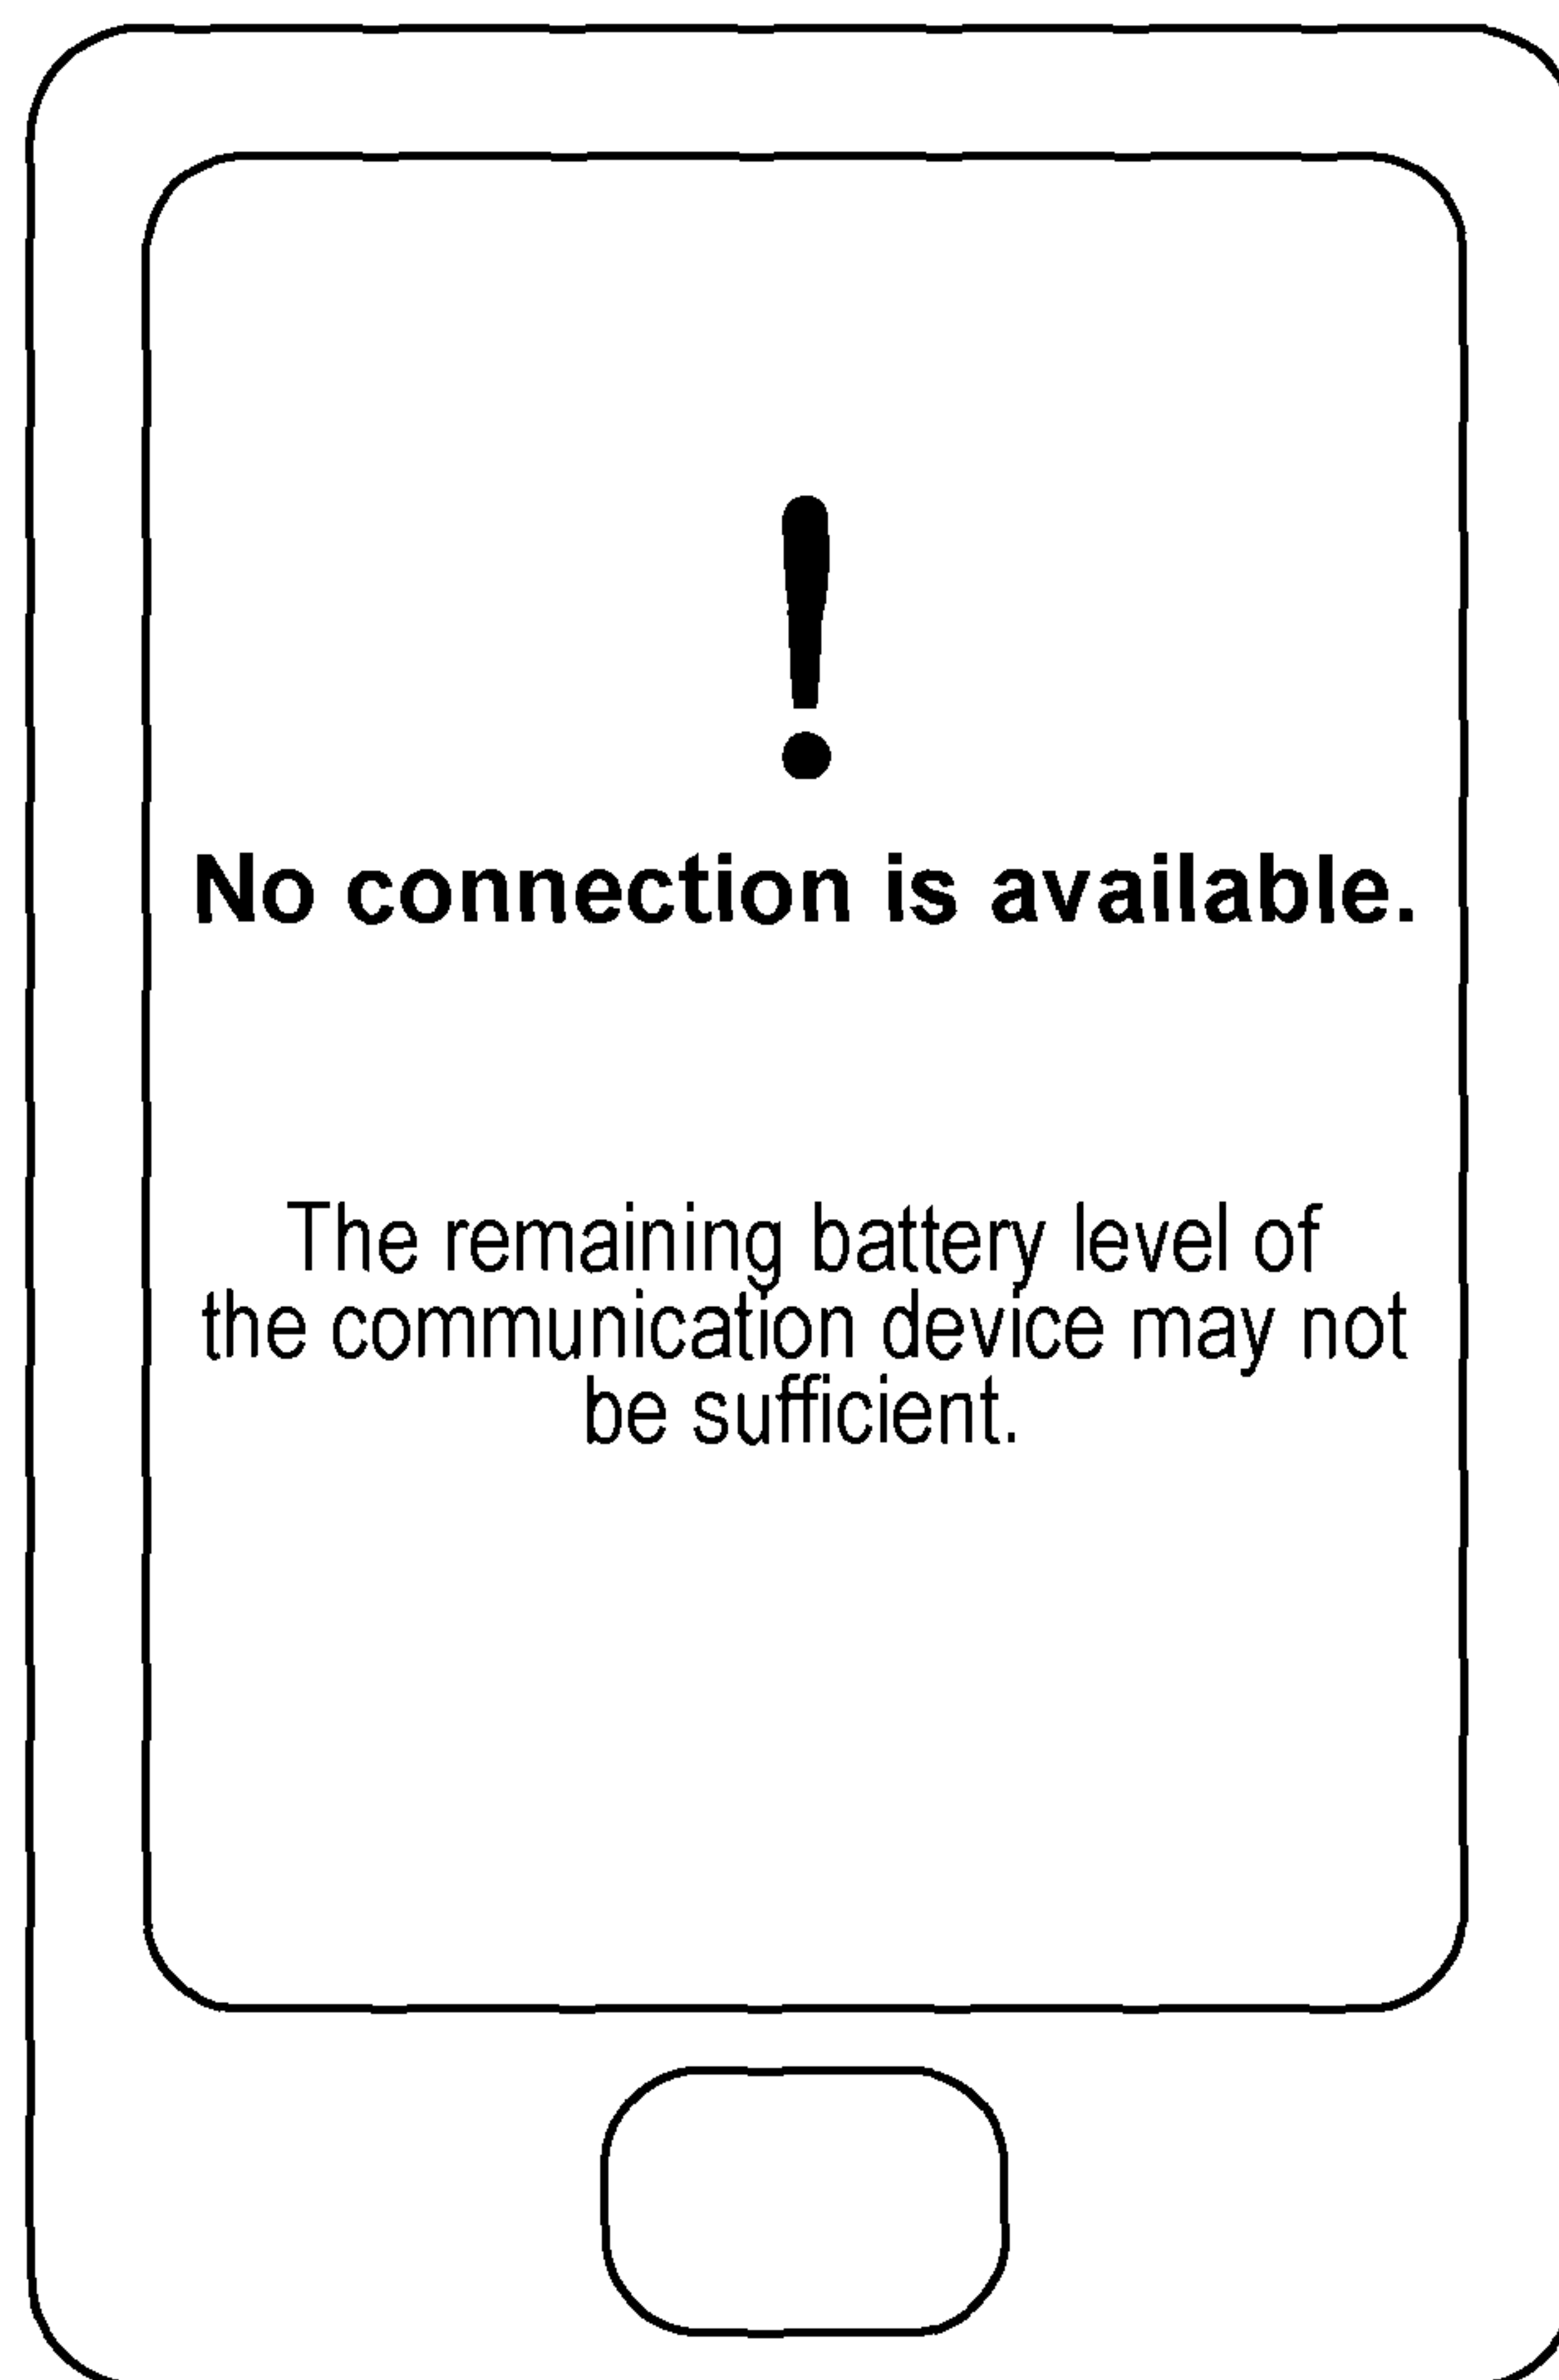 !
No connection is available.
The remaining battery level of
the communication device may not
be sufficient.